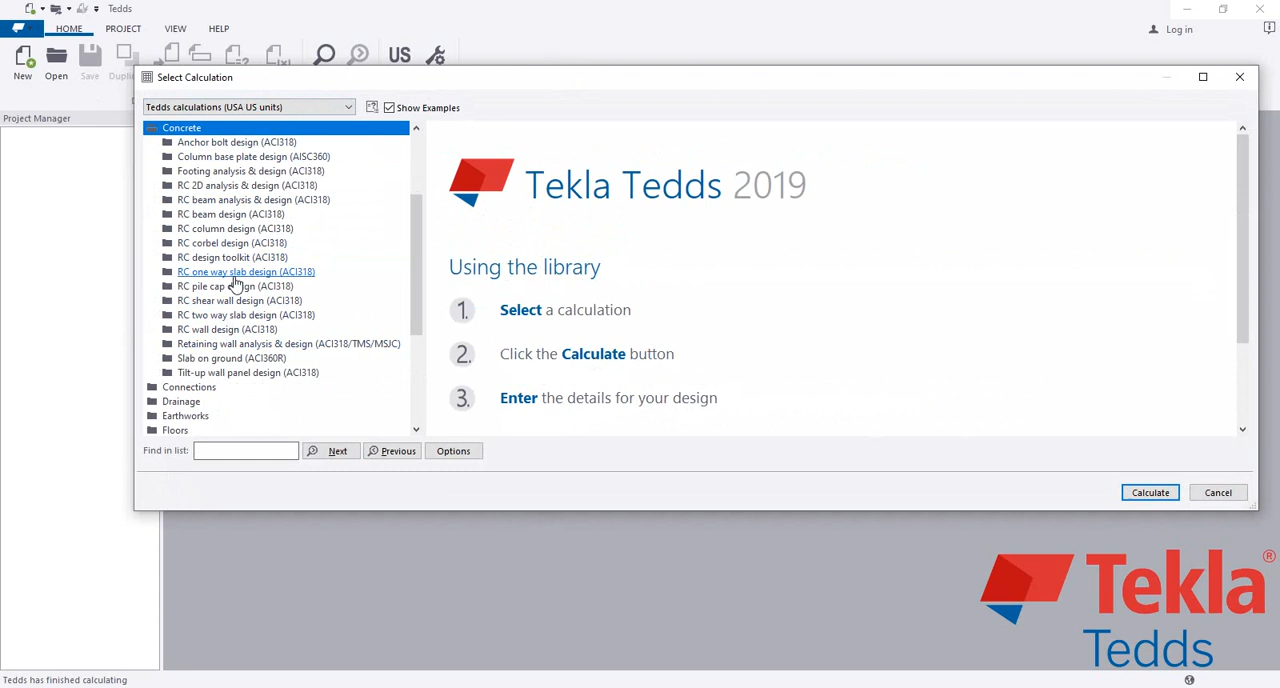 Tedds
HOME PROJECT VIEW HELP
Log in
US
New Open Save
Project Manager
Select Calculation
Tedds calculations (USA US units) Show Examples
Concrete
Anchor bolt design (ACI318)
Column base plate design (AISC360)
Footing analysis & design (ACI318)
RC 2D analysis & design (ACI318)
RC beam analysis & design (ACI318)
RC beam design (ACI318)
RC column design (ACI318)
RC corbel design (ACI318)
RC design toolkit (ACI318)
RC one way slab design (ACI318)
RC pile cap (ACI318)
RC shear wall design (ACI318)
RC two way slab design (ACI318)
RC wall design (ACI318)
Retaining wall analysis & design (ACI318/TMS/MSJC)
Slab on ground (ACI360R)
Tilt-up wall panel design (ACI318)
Connections
Drainage
Earthworks
Floors
Tekla Tedds 2019
Using the library
1. Select a calculation
2. Click the Calculate button
3. Enter the details for your design
Find in list: Next Previous Options
Calculate Cancel
Tekla®
Tedds
Tedds has finished calculating